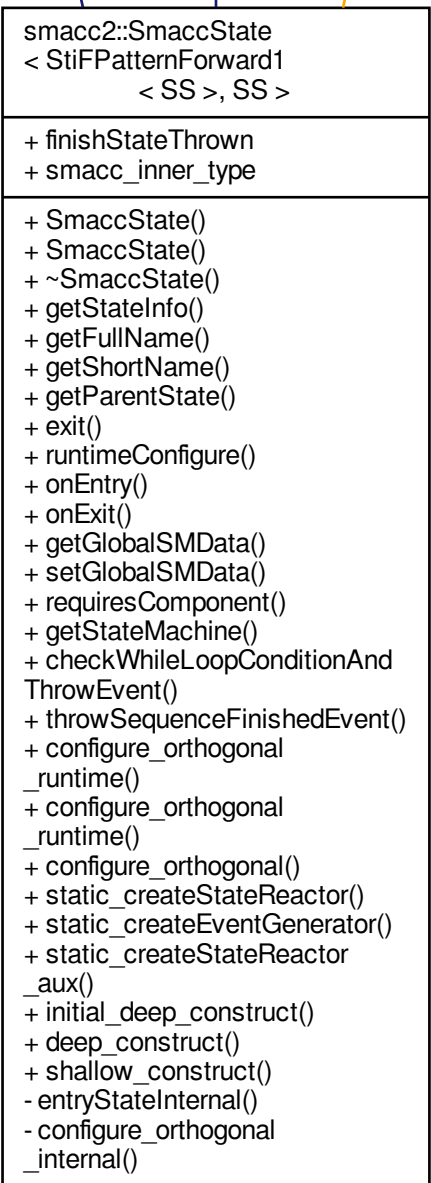 smacc2::SmaccState
< StiFPatternForward1
< SS >, SS >
+ finishStateThrown
+ smacc_inner_type
+ SmaccState()
+ SmaccState()
+ ~SmaccState()
+ getStateInfo()
+ getFullName()
+ getShortName()
+ getParentState()
+ exit()
+ runtimeConfigure()
+ onEntry()
+ onExit()
+ getGlobalSMData()
+ setGlobalSMData()
+ requiresComponent()
+ getStateMachine()
+ checkWhileLoopConditionAnd
ThrowEvent()
+ throwSequenceFinishedEvent()
+ configure_orthogonal
_runtime()
+ configure_orthogonal
_runtime()
+ configure_orthogonal()
+ static_createStateReactor()
+ static_createEventGenerator()
+ static_createStateReactor
_aux()
+ initial_deep_construct()
+ deep_construct()
+ shallow_construct()
- entryStateInternal()
- configure_orthogonal
_internal()